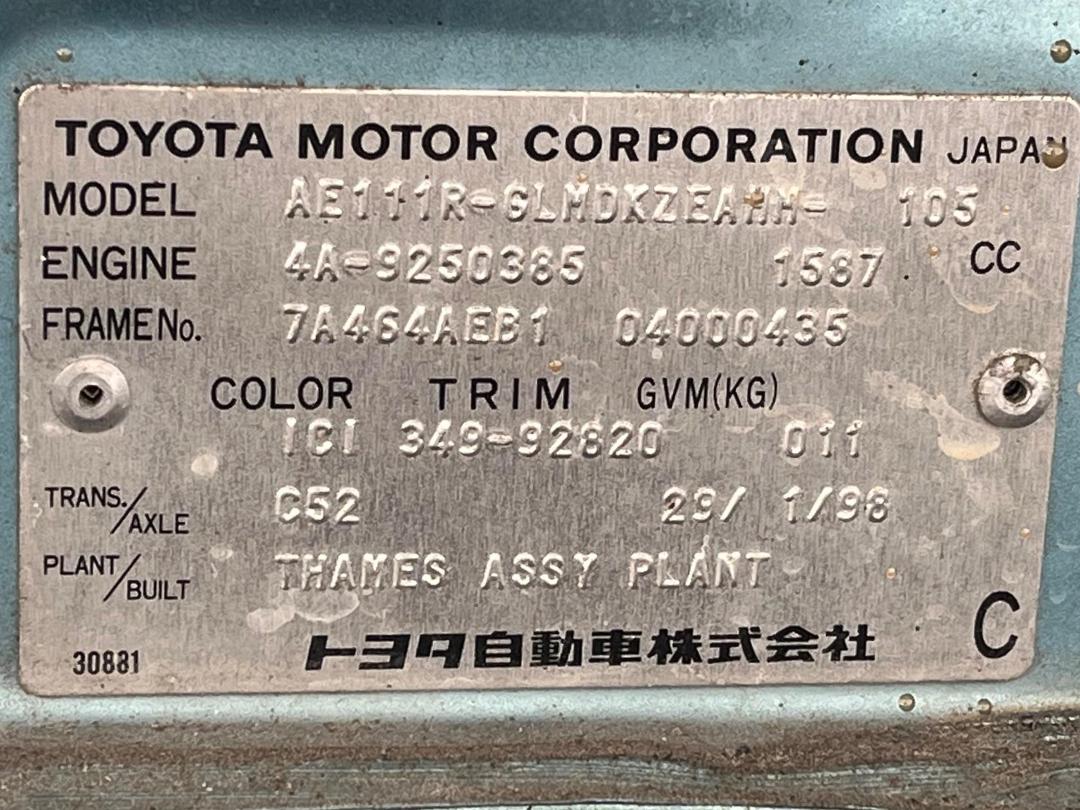 TOYOTA MOTOR CORPORATION JAPAN
MODEL AE111R-GLMDKZEAHM- 105
ENGINE 4A-9250385 1587 CC
FRAME No. 7A464AEB1 04000435
COLOR TRIM GVM(KG)
ICI 349-92820 011
TRANS./AXLE C52 29/ 1/98
PLANT/BUILT THAMES ASSY PLANT
30881 トヨタ自動車株式会社 C